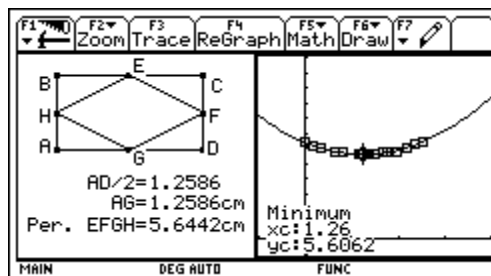 F1 F2 F3 F4 F5 F6 F7
Zoom Trace ReGraph Math Draw
E
B C
H F
A G D
AD/2=1.2586
AG=1.2586cm
Per. EFGH=5.6442cm
Minimum
xc:1.26
yc:5.6062
MAIN DEG AUTO FUNC